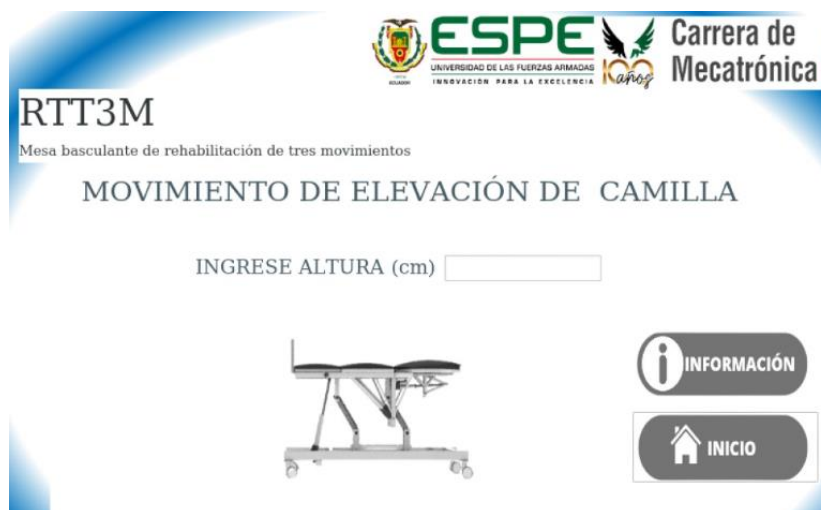 ESPE
UNIVERSIDAD DE LAS FUERZAS ARMADAS
INNOVACIÓN PARA LA EXCELENCIA
ECUADOR
100 años
Carrera de
Mecatrónica
RTT3M
Mesa basculante de rehabilitación de tres movimientos
MOVIMIENTO DE ELEVACIÓN DE CAMILLA
INGRESE ALTURA (cm)
INFORMACIÓN
INICIO